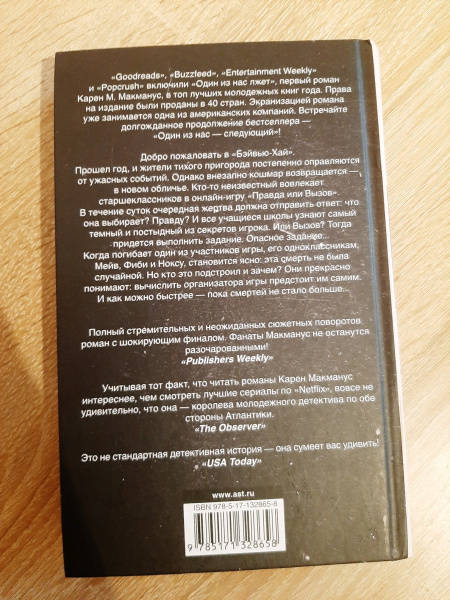 «Goodreads», «Buzzfeed», «Entertainment Weekly»
и «Popcrush» включили «Один из нас лжет», первый роман
Карен М. Макманус, в топ лучших молодежных книг года. Права
на издание были проданы в 40 стран. Экранизацией романа
уже занимается одна из американских компаний. Встречайте
долгожданное продолжение бестселлера —
«Один из нас — следующий»!
Добро пожаловать в «Бэйвью-Хай».
Прошел год, и жители тихого пригорода постепенно оправляются
от ужасных событий. Однако внезапно кошмар возвращается —
в новом обличье. Кто-то неизвестный вовлекает
старшеклассников в онлайн-игру «Правда или Вызов».
В течение суток очередная жертва должна отправить ответ: что
она выбирает? Правду? И все учащиеся школы узнают самый
темный и постыдный из секретов игрока. Или Вызов? Тогда
придется выполнить задание. Опасное задание...
Когда погибает один из участников игры, его одноклассникам,
Мейв, Фиби и Ноксу, становится ясно: эта смерть не была
случайной. Но кто это подстроил и зачем? Они прекрасно
понимают: вычислить организатора игры предстоит им самим.
И как можно быстрее — пока смертей не стало больше...
Полный стремительных и неожиданных сюжетных поворотов
роман с шокирующим финалом. Фанаты Макманус не останутся
разочарованными!
«Publishers Weekly»
Учитывая тот факт, что читать романы Карен Макманус
интереснее, чем смотреть лучшие сериалы по «Netflix», вовсе не
удивительно, что она — королева молодежного детектива по обе
стороны Атлантики.
«The Observer»
Это не стандартная детективная история — она сумеет вас удивить!
«USA Today»
www.ast.ru
ISBN 978-5-17-132865-8
9 785171 328658